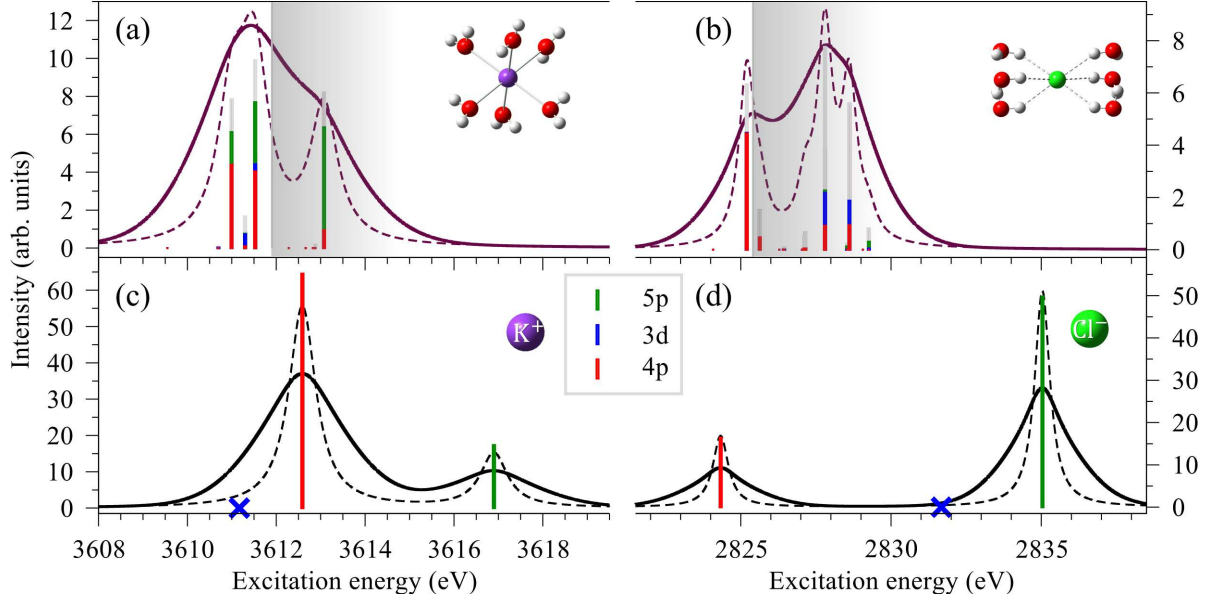 (a)
(b)
12
10
8
6
4
2
0
8
6
4
2
0
Intensity (arb. units)
(c)
(d)
60
50
40
30
20
10
0
50
40
30
20
10
0
K+
Cl−
5p
3d
4p
3608 3610 3612 3614 3616 3618
2825 2830 2835
Excitation energy (eV)
Excitation energy (eV)